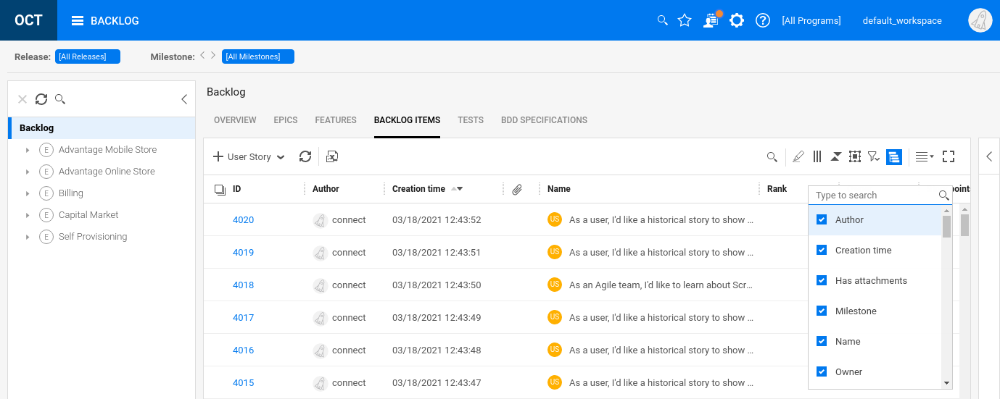 OCT BACKLOG [All Programs] default_workspace
Release: [All Releases] Milestone: [All Milestones]
Backlog
E Advantage Mobile Store
E Advantage Online Store
E Billing
E Capital Market
E Self Provisioning
Backlog
OVERVIEW EPICS FEATURES BACKLOG ITEMS TESTS BDD SPECIFICATIONS
User Story
ID Author Creation time Name Rank
4020 connect 03/18/2021 12:43:52 US As a user, I'd like a historical story to show ...
4019 connect 03/18/2021 12:43:51 US As a user, I'd like a historical story to show ...
4018 connect 03/18/2021 12:43:50 US As an Agile team, I'd like to learn about Scr...
4017 connect 03/18/2021 12:43:49 US As a user, I'd like a historical story to show ...
4016 connect 03/18/2021 12:43:48 US As a user, I'd like a historical story to show ...
4015 connect 03/18/2021 12:43:47 US As a user, I'd like a historical story to show ...
Type to search
Author
Creation time
Has attachments
Milestone
Name
Owner